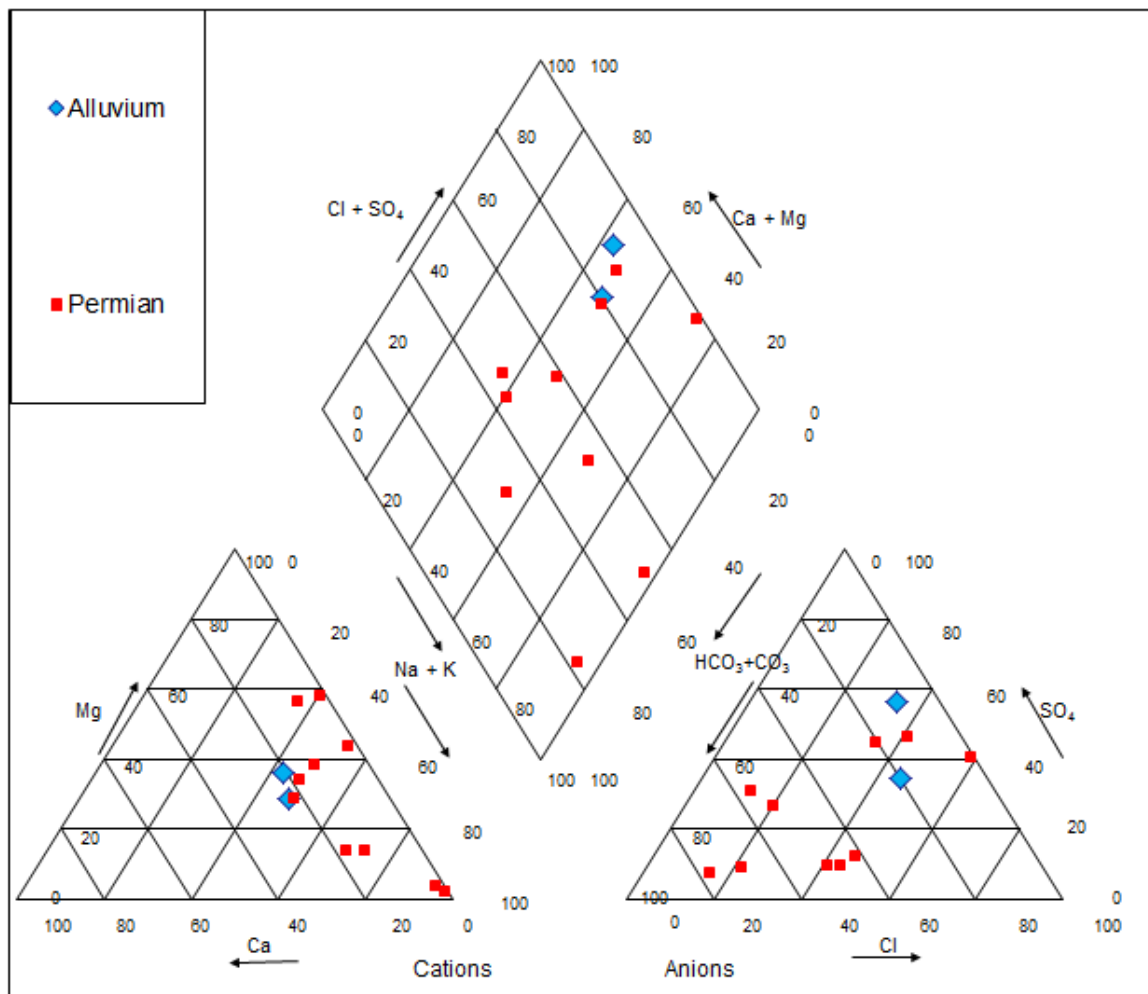 100 100
Alluvium
80 80
60 60
Cl + SO₄ Ca + Mg
40 40
Permian
20 20
0 0
0 0
20 20
40 40
100 0 0 100
80 20 60 Na + K 60 HCO₃+CO₃ 20 80
Mg 60 40 80 80 40 60 SO₄
40 60 100 100 60 40
20 80 80 20
0 100 100 0
100 80 60 40 20 0 0 20 40 60 80 100
Ca Cl
Cations Anions